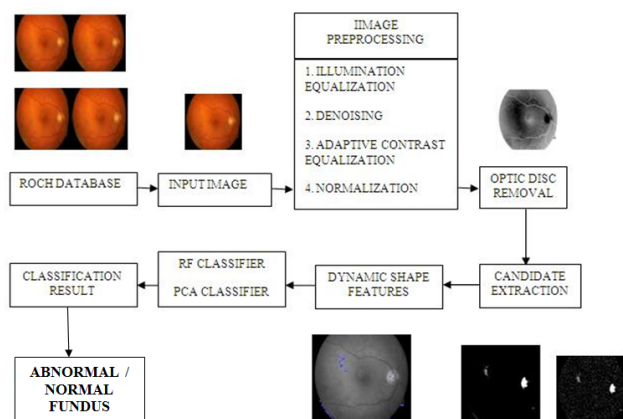 IIMAGE
PREPROCESSING
1. ILLUMINATION
EQUALIZATION
2. DENOISING
3. ADAPTIVE CONTRAST
EQUALIZATION
4. NORMALIZATION
ROCH DATABASE
INPUT IMAGE
OPTIC DISC
REMOVAL
CLASSIFICATION
RESULT
RF CLASSIFIER
PCA CLASSIFIER
DYNAMIC SHAPE
FEATURES
CANDIDATE
EXTRACTION
ABNORMAL /
NORMAL
FUNDUS